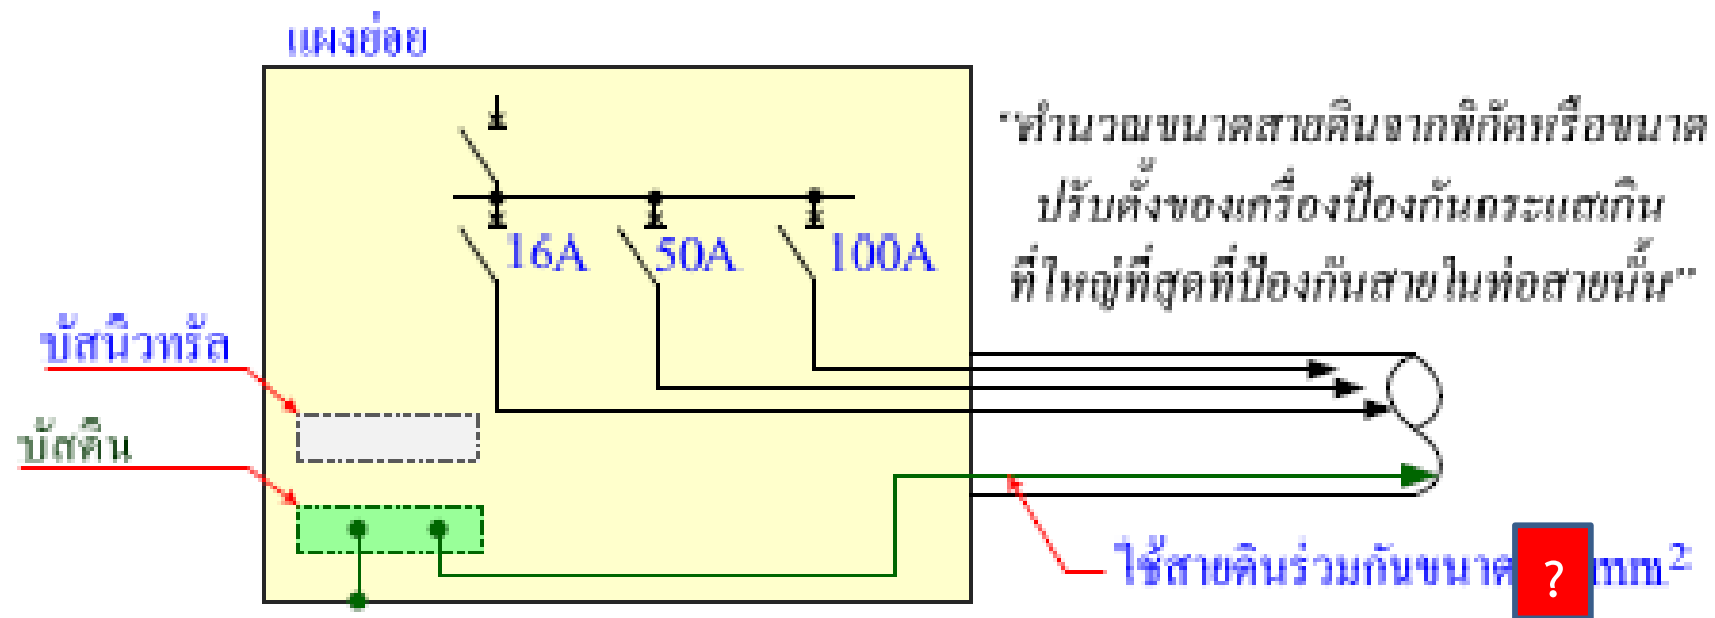 แผงย่อย
"คำนวณขนาดสายดินจากพิกัดหรือขนาด
ปรับตั้งของเครื่องป้องกันกระแสเกิน
ที่ใหญ่ที่สุดที่ป้องกันสายในท่อสายนั้น"
16A 50A 100A
บัสนิวทรัล
บัสดิน
ใช้สายดินร่วมกันขนาด ? mm.²